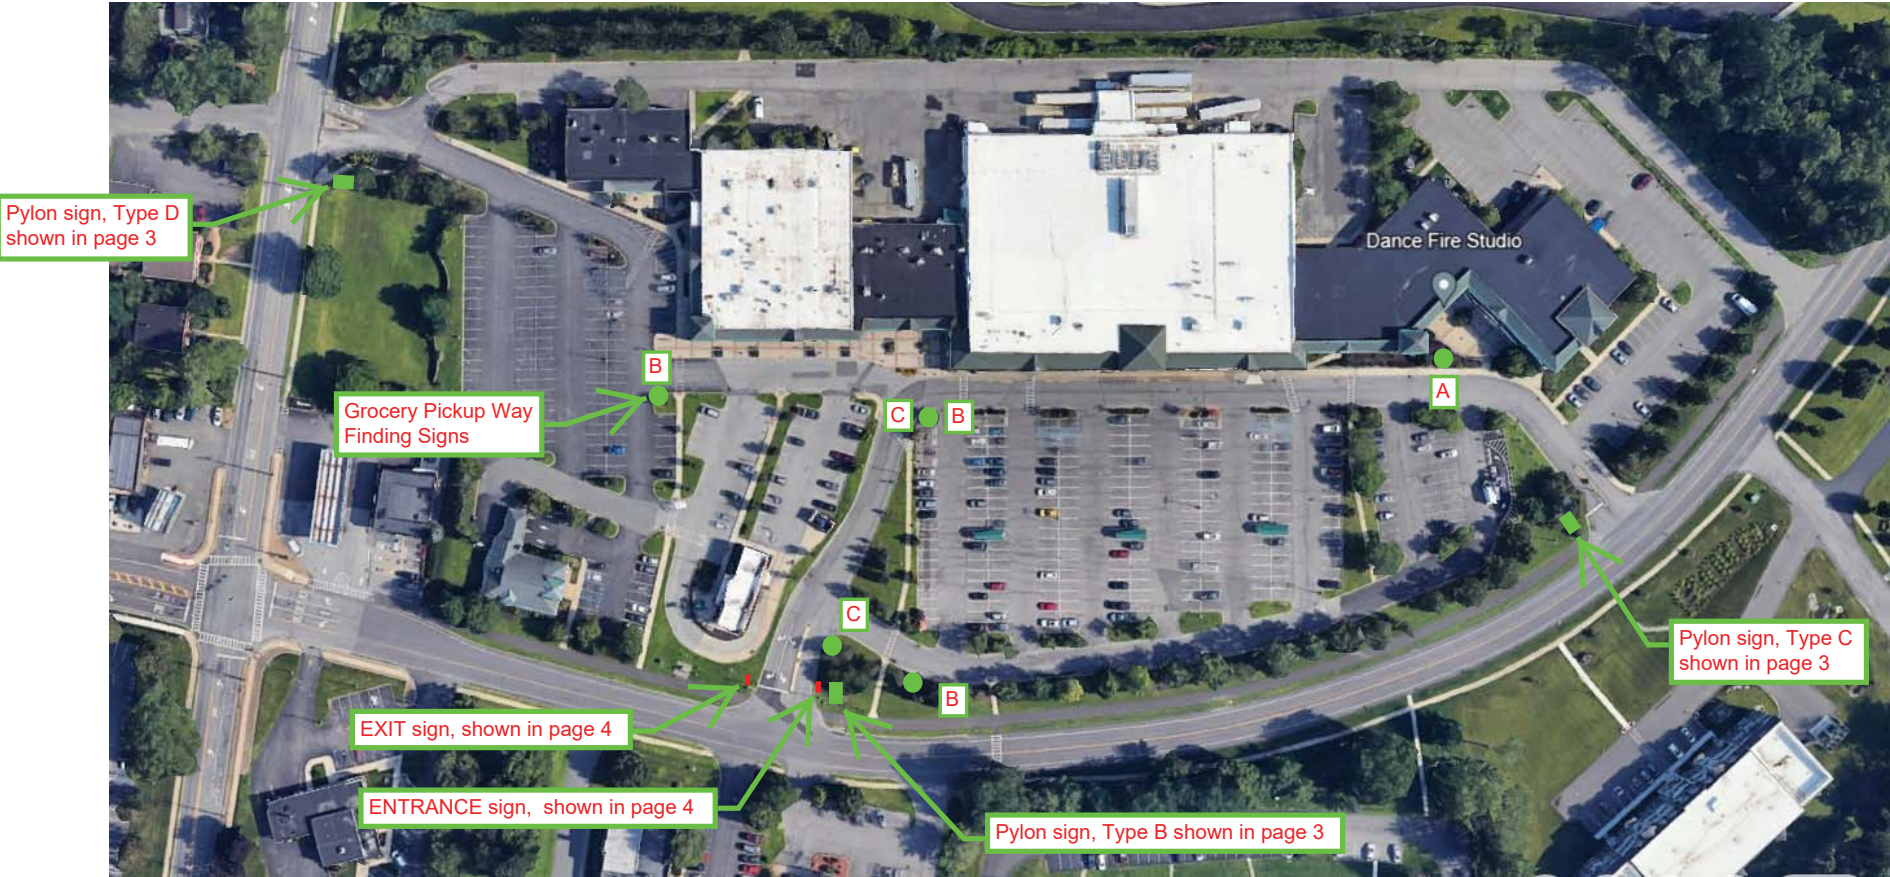 Pylon sign, Type D
shown in page 3
Dance Fire Studio
B
Grocery Pickup Way
Finding Signs
C
B
A
C
B
Pylon sign, Type C
shown in page 3
EXIT sign, shown in page 4
ENTRANCE sign,  shown in page 4
Pylon sign, Type B shown in page 3